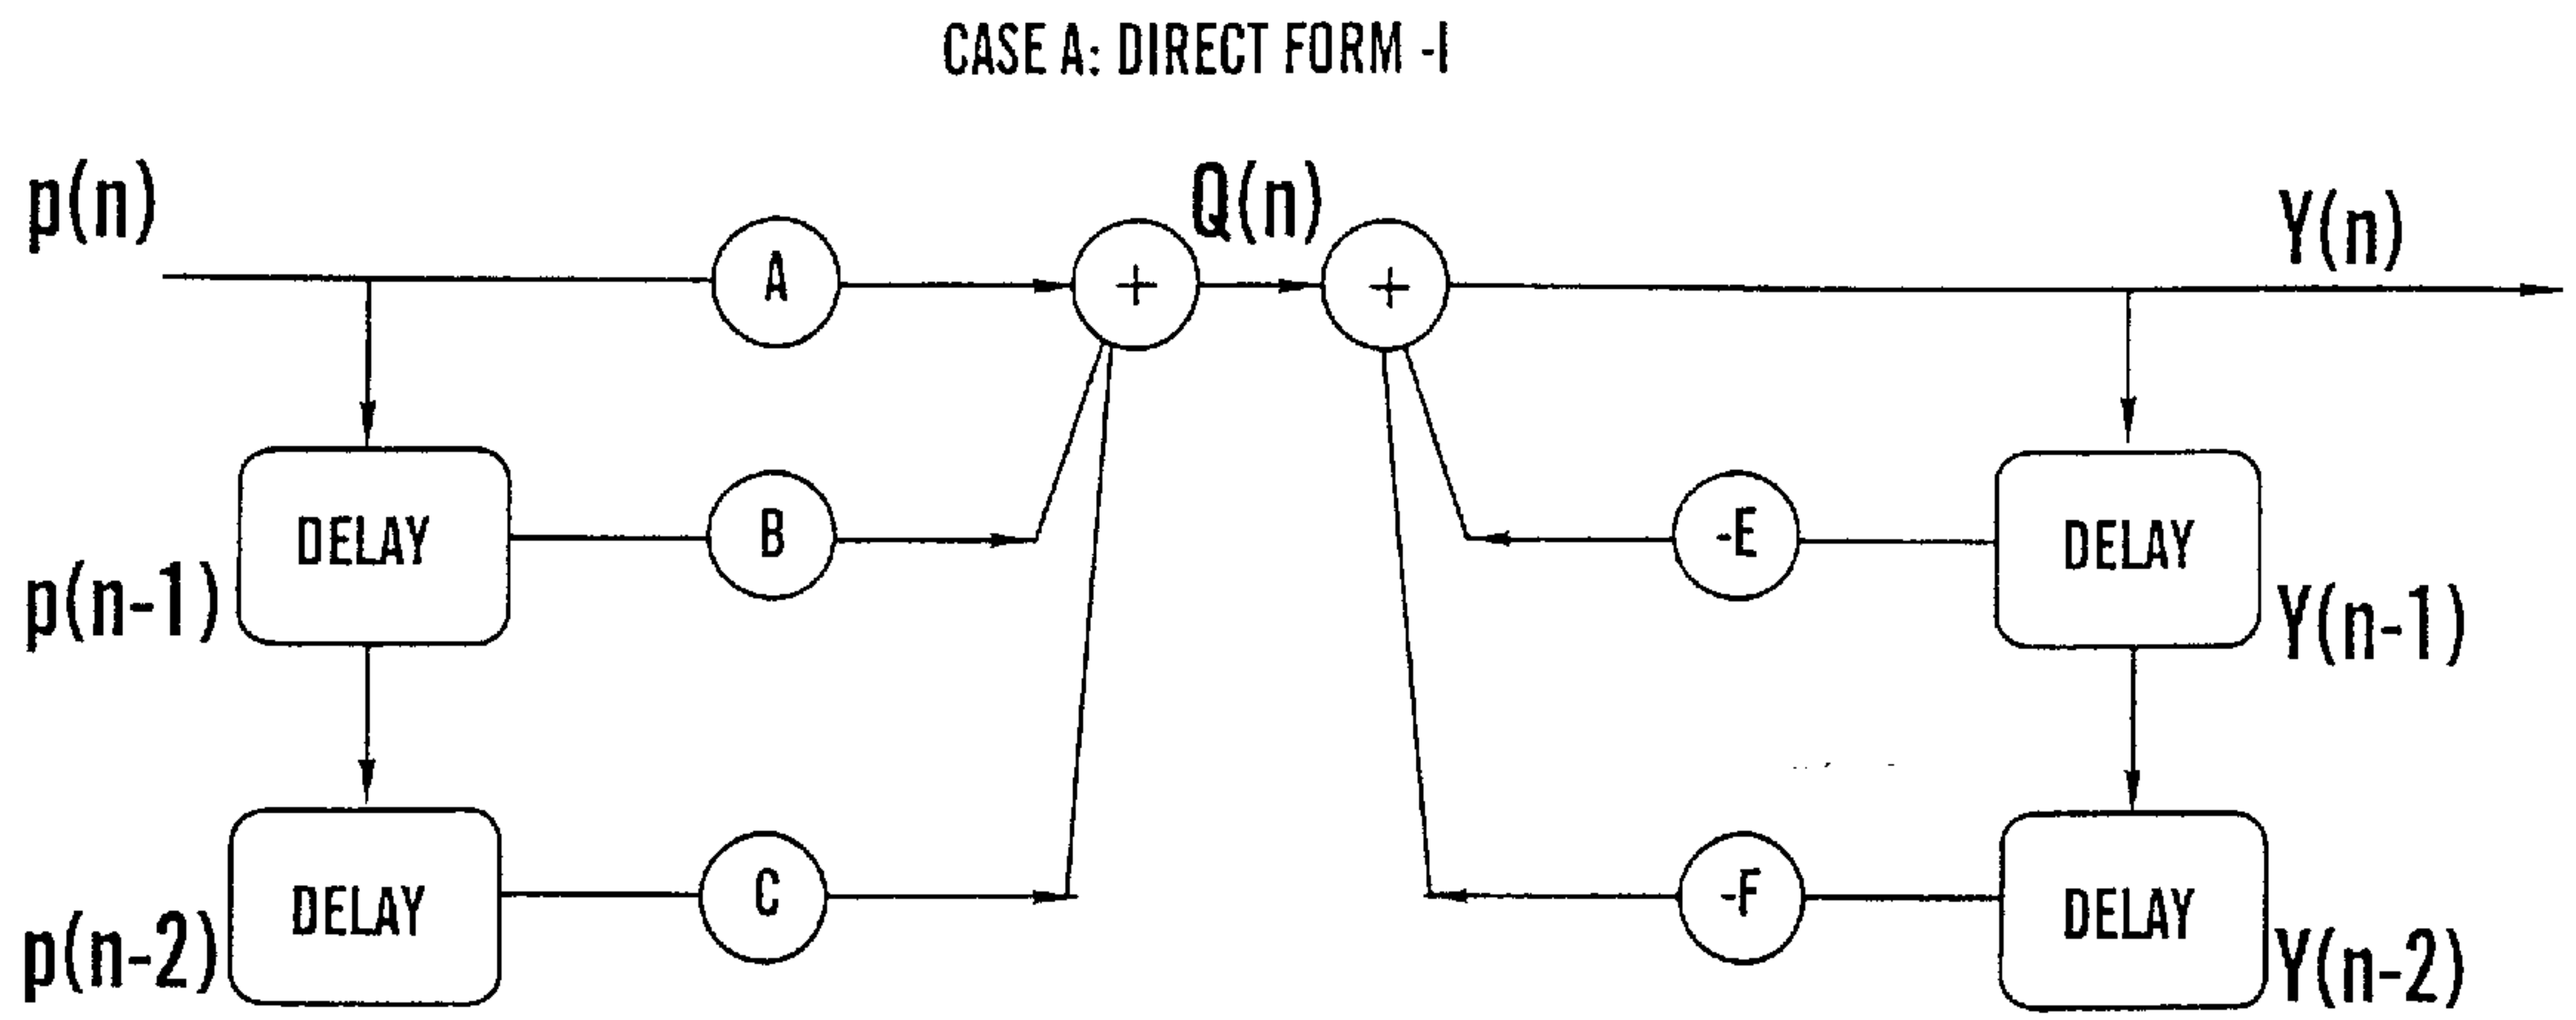 CASE A: DIRECT FORM -I
p(n)
Q(n)
Y(n)
A
+
+
DELAY
B
-E
DELAY
p(n-1)
Y(n-1)
DELAY
C
-F
DELAY
p(n-2)
Y(n-2)